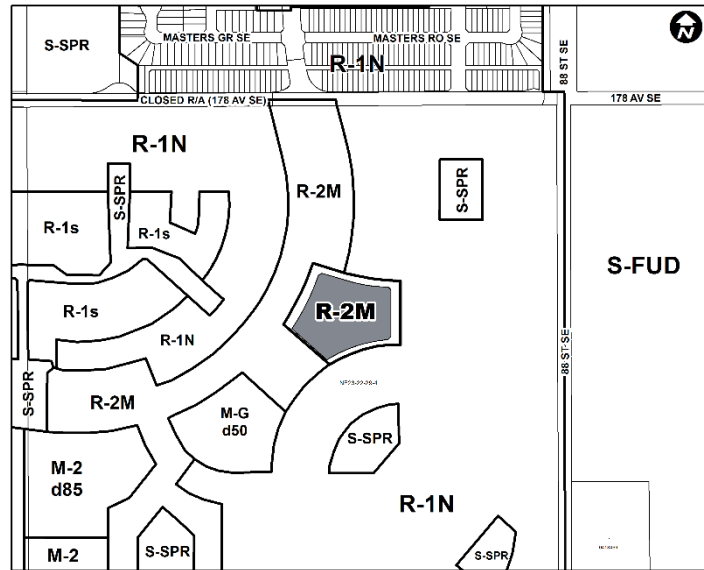 N
S-SPR
MASTERS GR SE
MASTERS RO SE
R-1N
88 ST SE
CLOSED R/A (178 AV SE)
178 AV SE
R-1N
S-SPR
R-2M
S-SPR
R-1s
R-1s
S-FUD
R-1s
R-2M
R-1N
88 ST SE
S-SPR
R-2M
M-G
d50
S-SPR
M-2
d85
R-1N
M-2
S-SPR
S-SPR